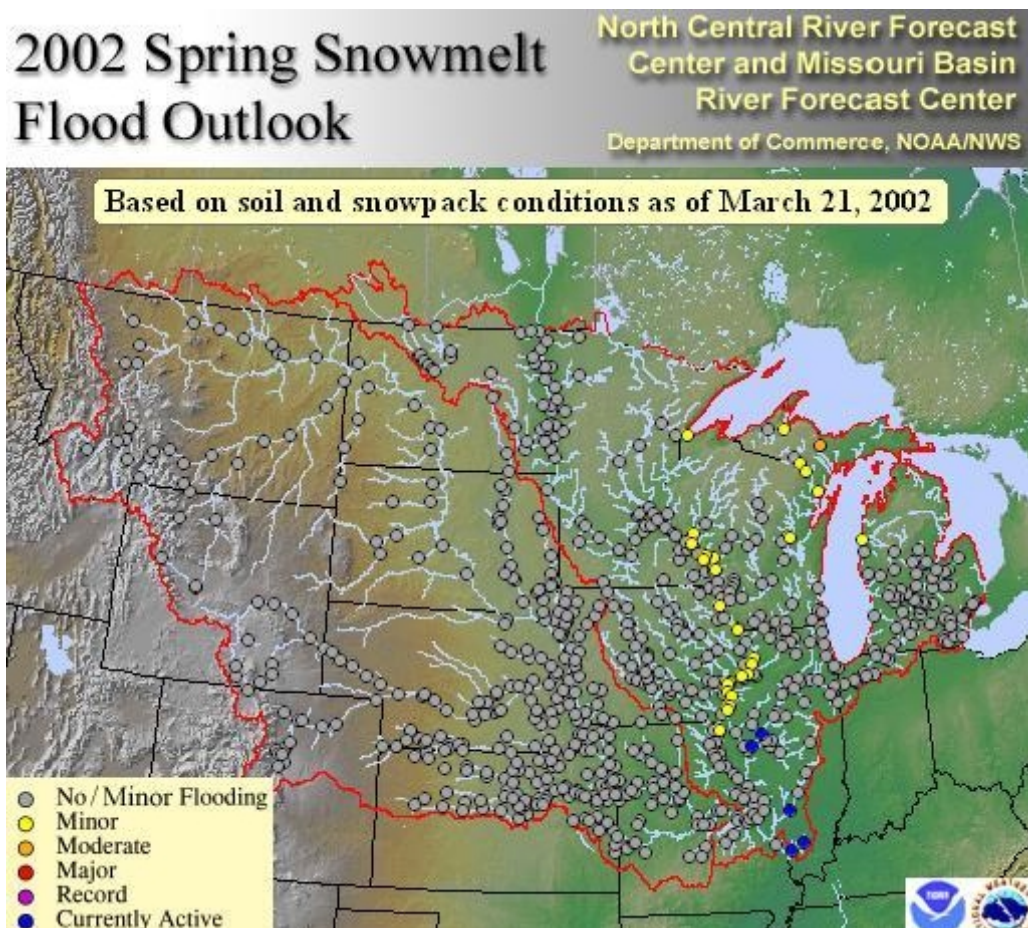 2002 Spring Snowmelt
Flood Outlook
North Central River Forecast
Center and Missouri Basin
River Forecast Center
Department of Commerce, NOAA/NWS
Based on soil and snowpack conditions as of March 21, 2002
No / Minor Flooding
Minor
Moderate
Major
Record
Currently Active